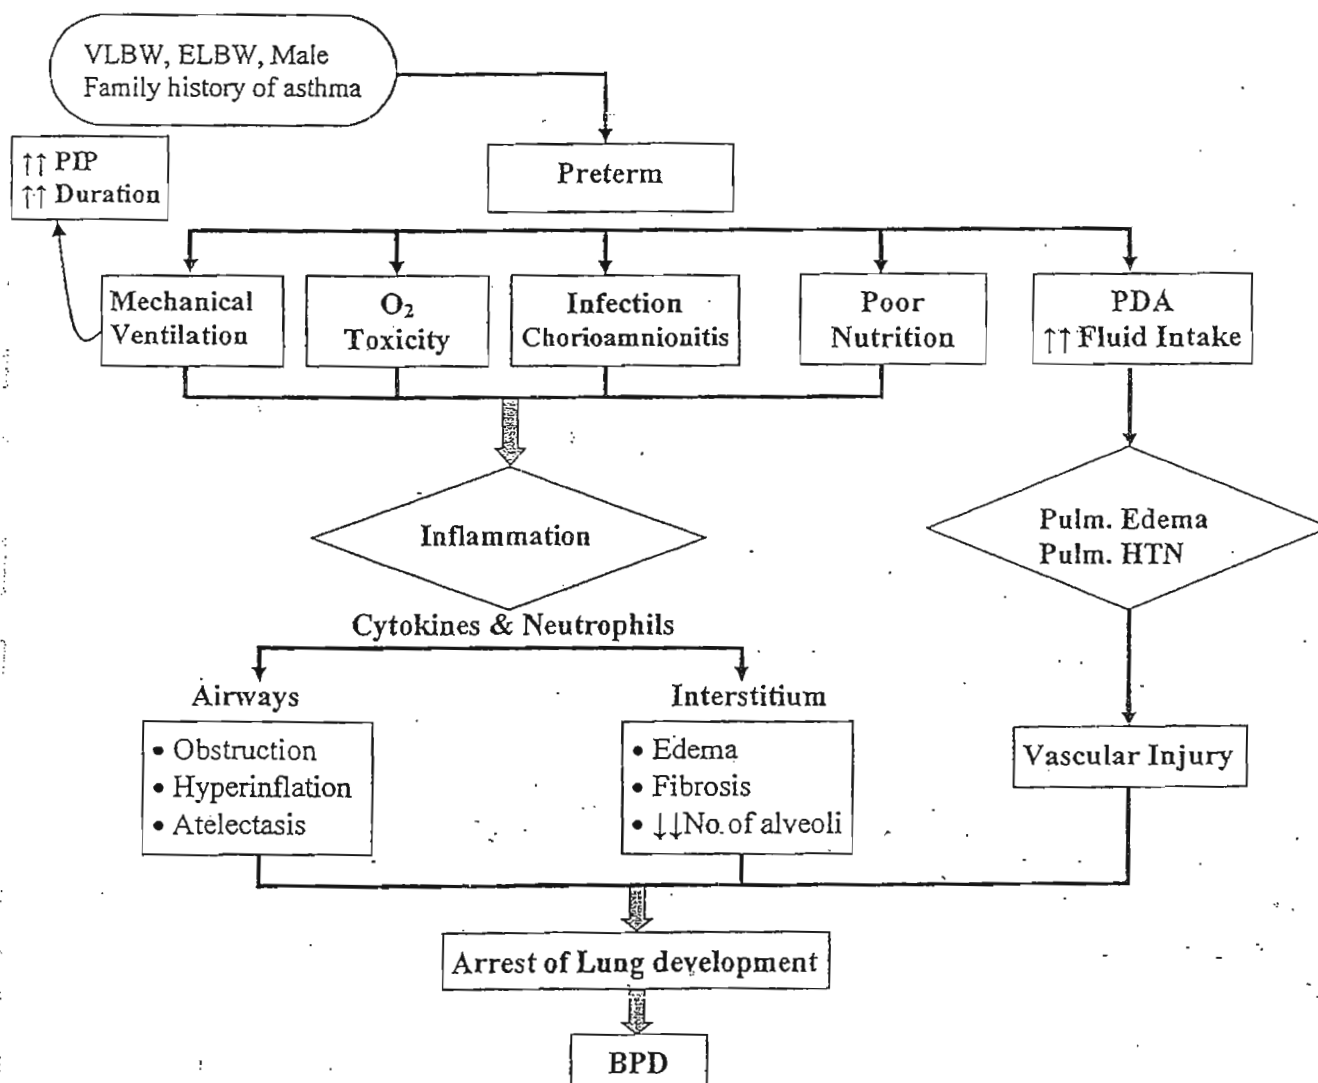 VLBW, ELBW, Male
Family history of asthma
↑↑ PIP
↑↑ Duration
Preterm
Mechanical
Ventilation
O₂
Toxicity
Infection
Chorioamnionitis
Poor
Nutrition
PDA
↑↑ Fluid Intake
Inflammation
Pulm. Edema
Pulm. HTN
Cytokines & Neutrophils
Airways
• Obstruction
• Hyperinflation
• Atelectasis
Interstitium
• Edema
• Fibrosis
• ↓↓No. of alveoli
Vascular Injury
Arrest of Lung development
BPD